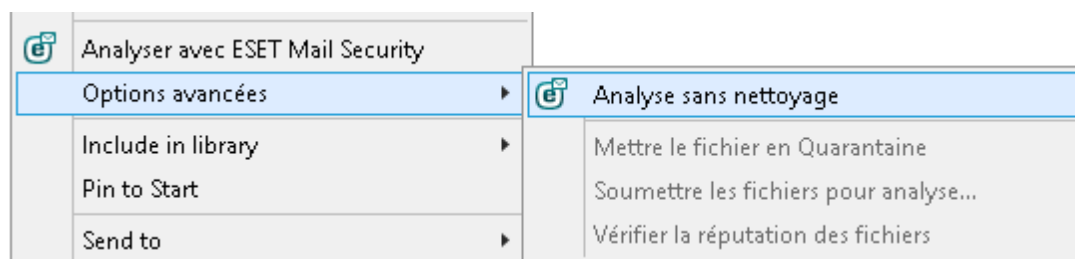 Analyser avec ESET Mail Security
Options avancées
Include in library
Pin to Start
Send to
Analyse sans nettoyage
Mettre le fichier en Quarantaine
Soumettre les fichiers pour analyse...
Vérifier la réputation des fichiers